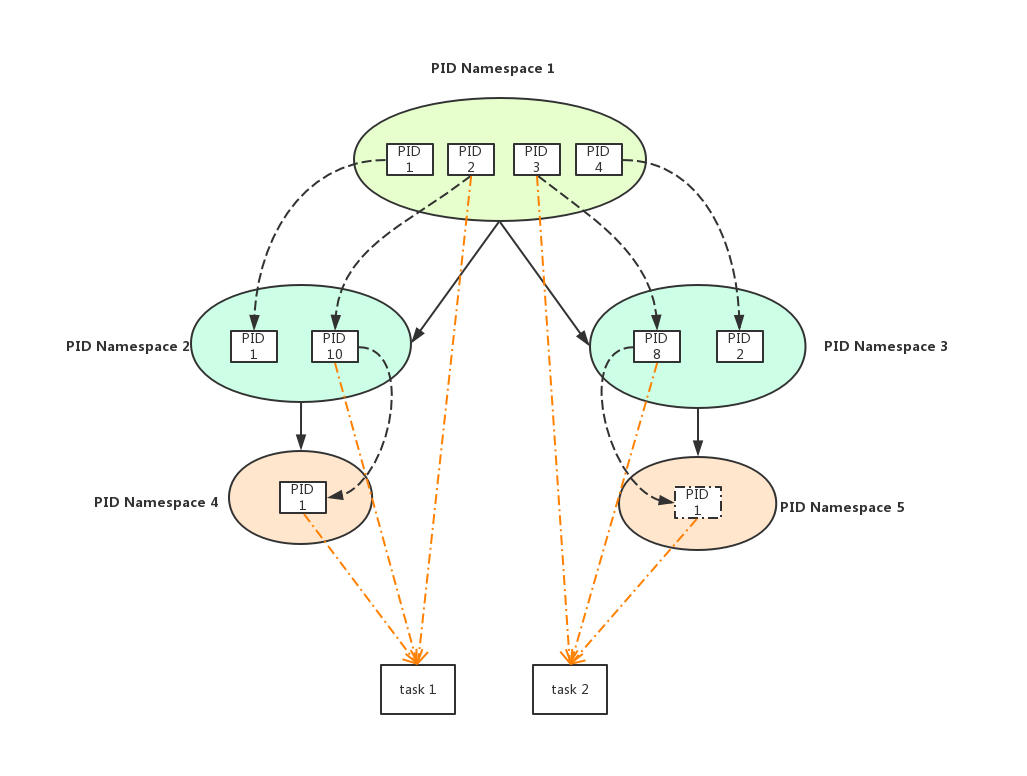 PID Namespace 1
PID
1
PID
2
PID
3
PID
4
PID Namespace 2
PID
1
PID
10
PID
8
PID
2
PID Namespace 3
PID Namespace 4
PID
1
PID
1
PID Namespace 5
task 1
task 2